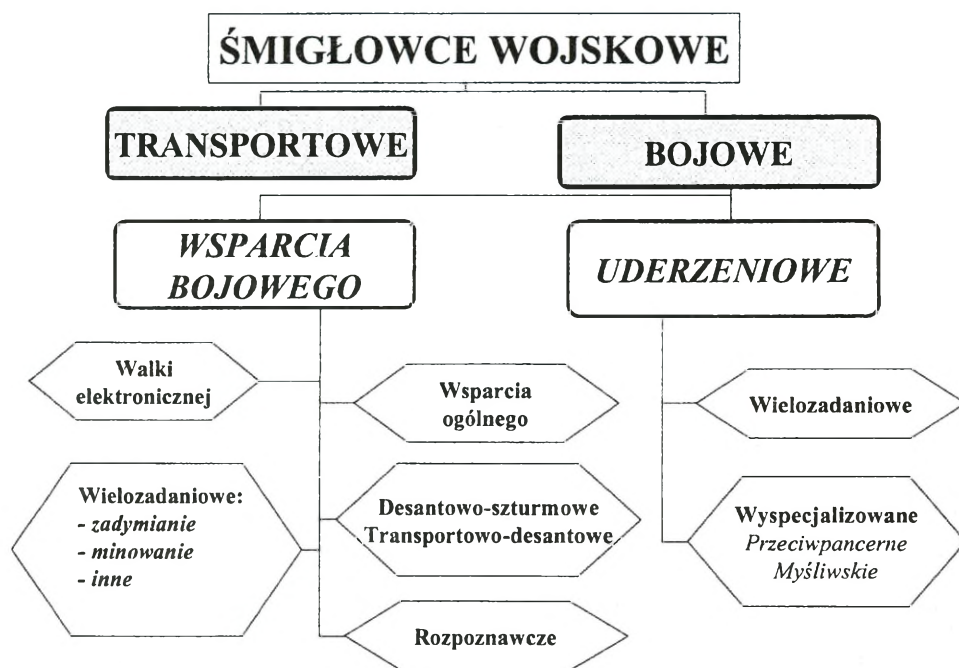 ŚMIGŁOWCE WOJSKOWE
TRANSPORTOWE
BOJOWE
WSPARCIA
BOJOWEGO
UDERZENIOWE
Walki
elektronicznej
Wsparcia
ogólnego
Wielozadaniowe
Wielozadaniowe:
- zadymianie
- minowanie
- inne
Desantowo-szturmowe
Transportowo-desantowe
Wyspecjalizowane
Przeciwpancerne
Myśliwskie
Rozpoznawcze